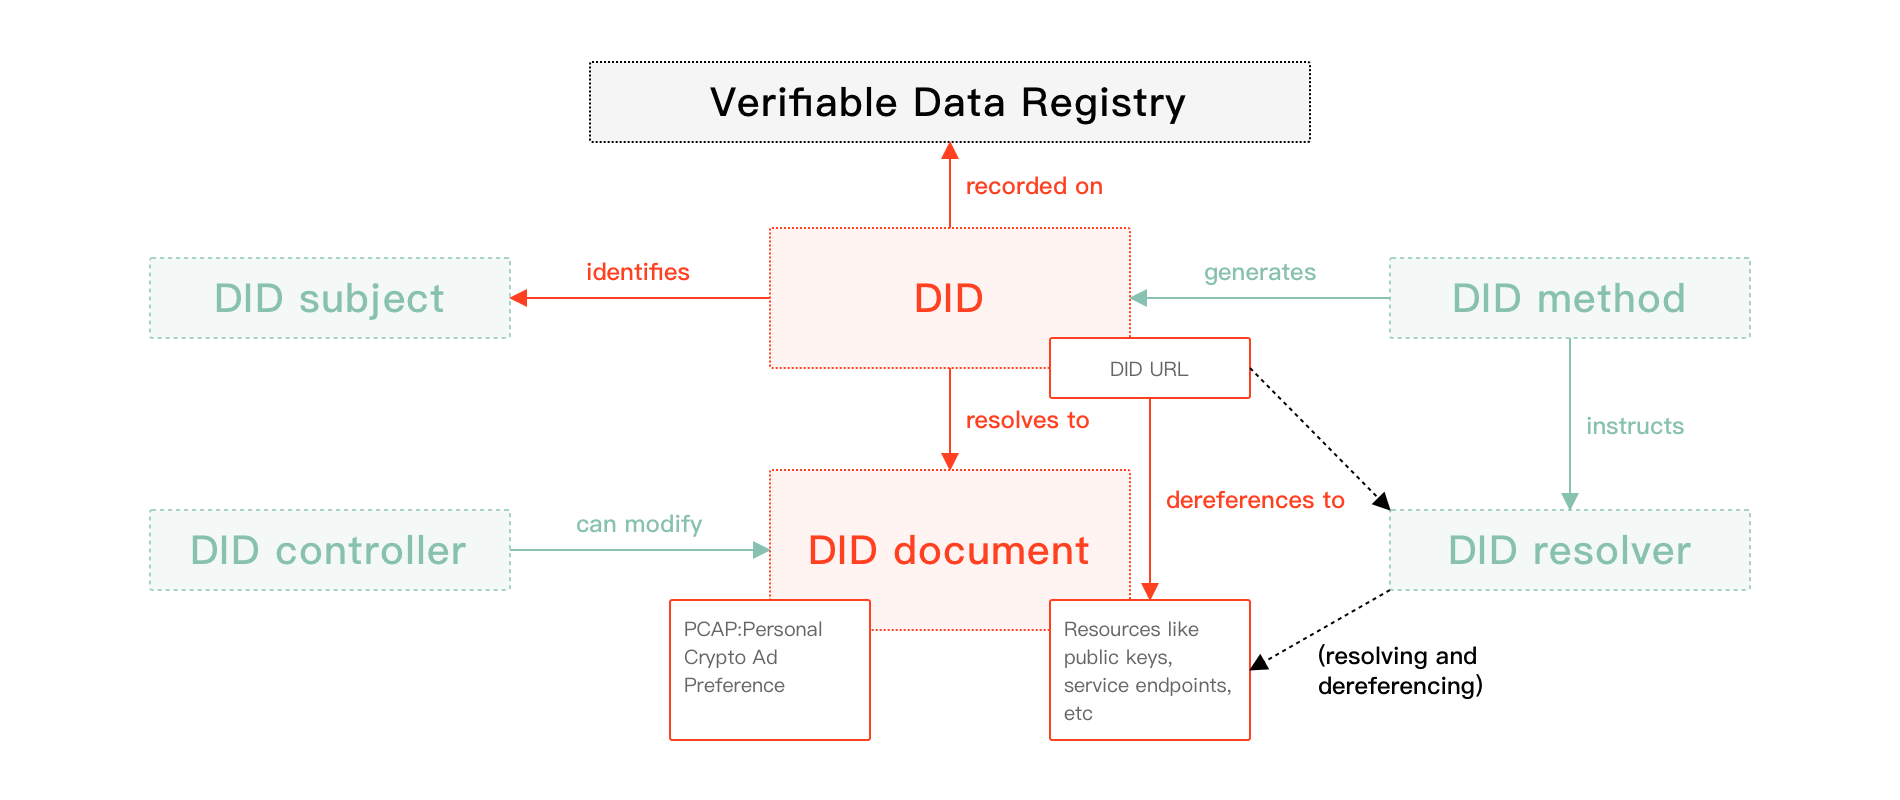 Verifiable Data Registry
recorded on
DID subject
identifies
DID
generates
DID method
DID URL
resolves to
instructs
dereferences to
DID controller
can modify
DID document
DID resolver
PCAP:Personal
Crypto Ad
Preference
Resources like
public keys,
service endpoints,
etc
(resolving and
dereferencing)